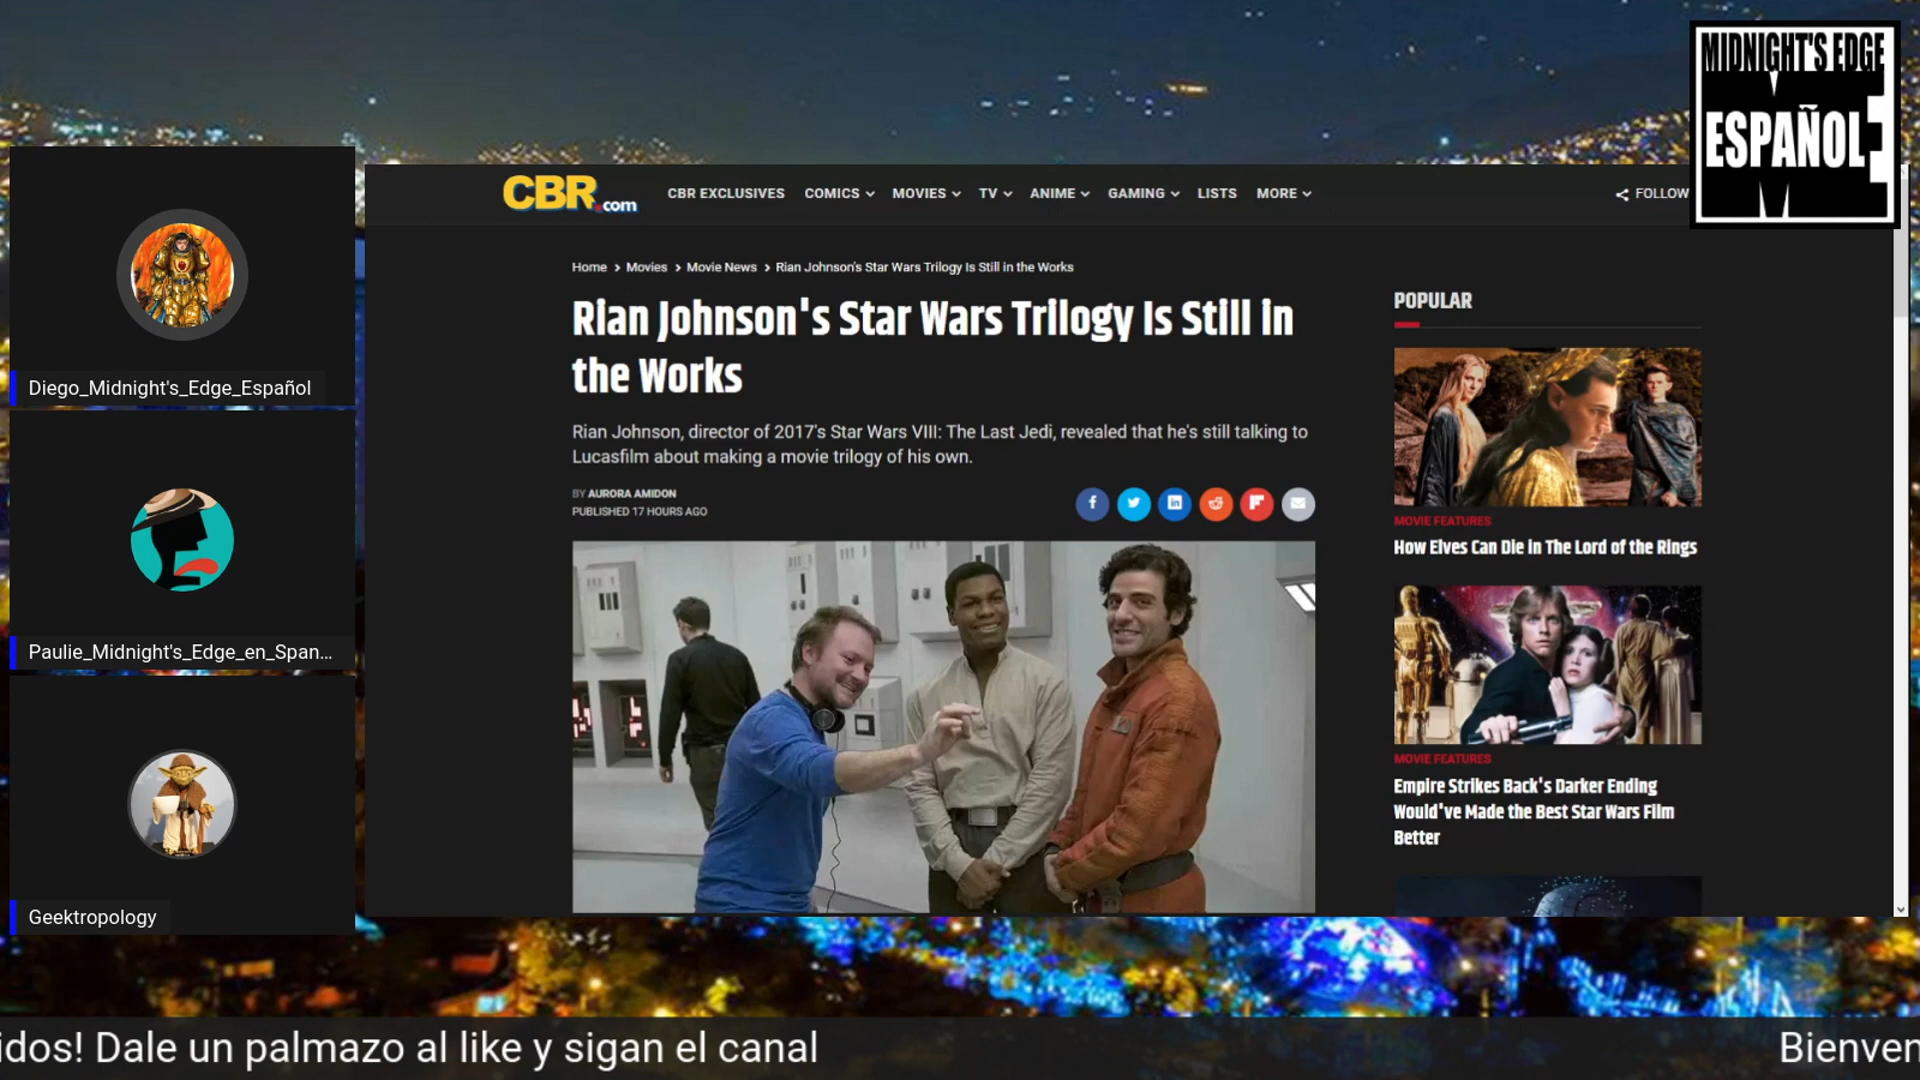 MIDNIGHT'S EDGE
ESPAÑOL
Diego_Midnight's_Edge_Español
Paulie_Midnight's_Edge_en_Span...
Geektropology
CBR.com
CBR EXCLUSIVES COMICS MOVIES TV ANIME GAMING LISTS MORE
FOLLOW
Home > Movies > Movie News > Rian Johnson's Star Wars Trilogy Is Still in the Works
Rian Johnson's Star Wars Trilogy Is Still in
the Works
Rian Johnson, director of 2017's Star Wars VIII: The Last Jedi, revealed that he's still talking to
Lucasfilm about making a movie trilogy of his own.
BY AURORA AMIDON
PUBLISHED 17 HOURS AGO
POPULAR
MOVIE FEATURES
How Elves Can Die in The Lord of the Rings
MOVIE FEATURES
Empire Strikes Back's Darker Ending
Would've Made the Best Star Wars Film
Better
idos! Dale un palmazo al like y sigan el canal
Bienven